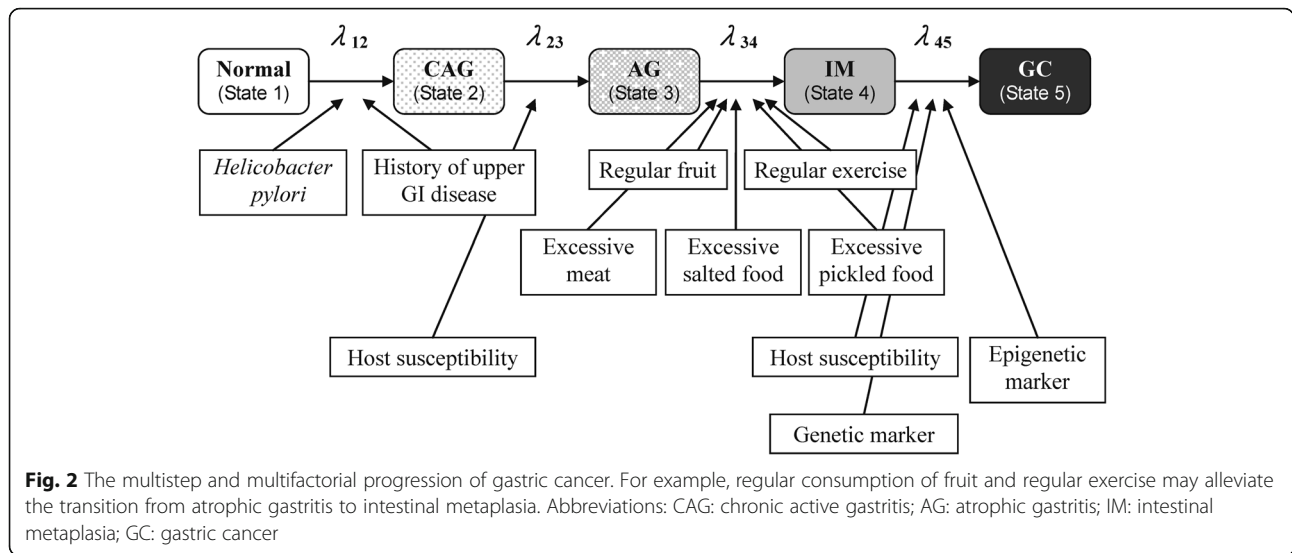 λ12 λ23 λ34 λ45
Normal CAG AG IM GC
(State 1) (State 2) (State 3) (State 4) (State 5)
Helicobacter
pylori
History of upper
GI disease
Regular fruit
Regular exercise
Excessive
meat
Excessive
salted food
Excessive
pickled food
Host susceptibility
Host susceptibility
Epigenetic
marker
Genetic marker
Fig. 2 The multistep and multifactorial progression of gastric cancer. For example, regular consumption of fruit and regular exercise may alleviate
the transition from atrophic gastritis to intestinal metaplasia. Abbreviations: CAG: chronic active gastritis; AG: atrophic gastritis; IM: intestinal
metaplasia; GC: gastric cancer